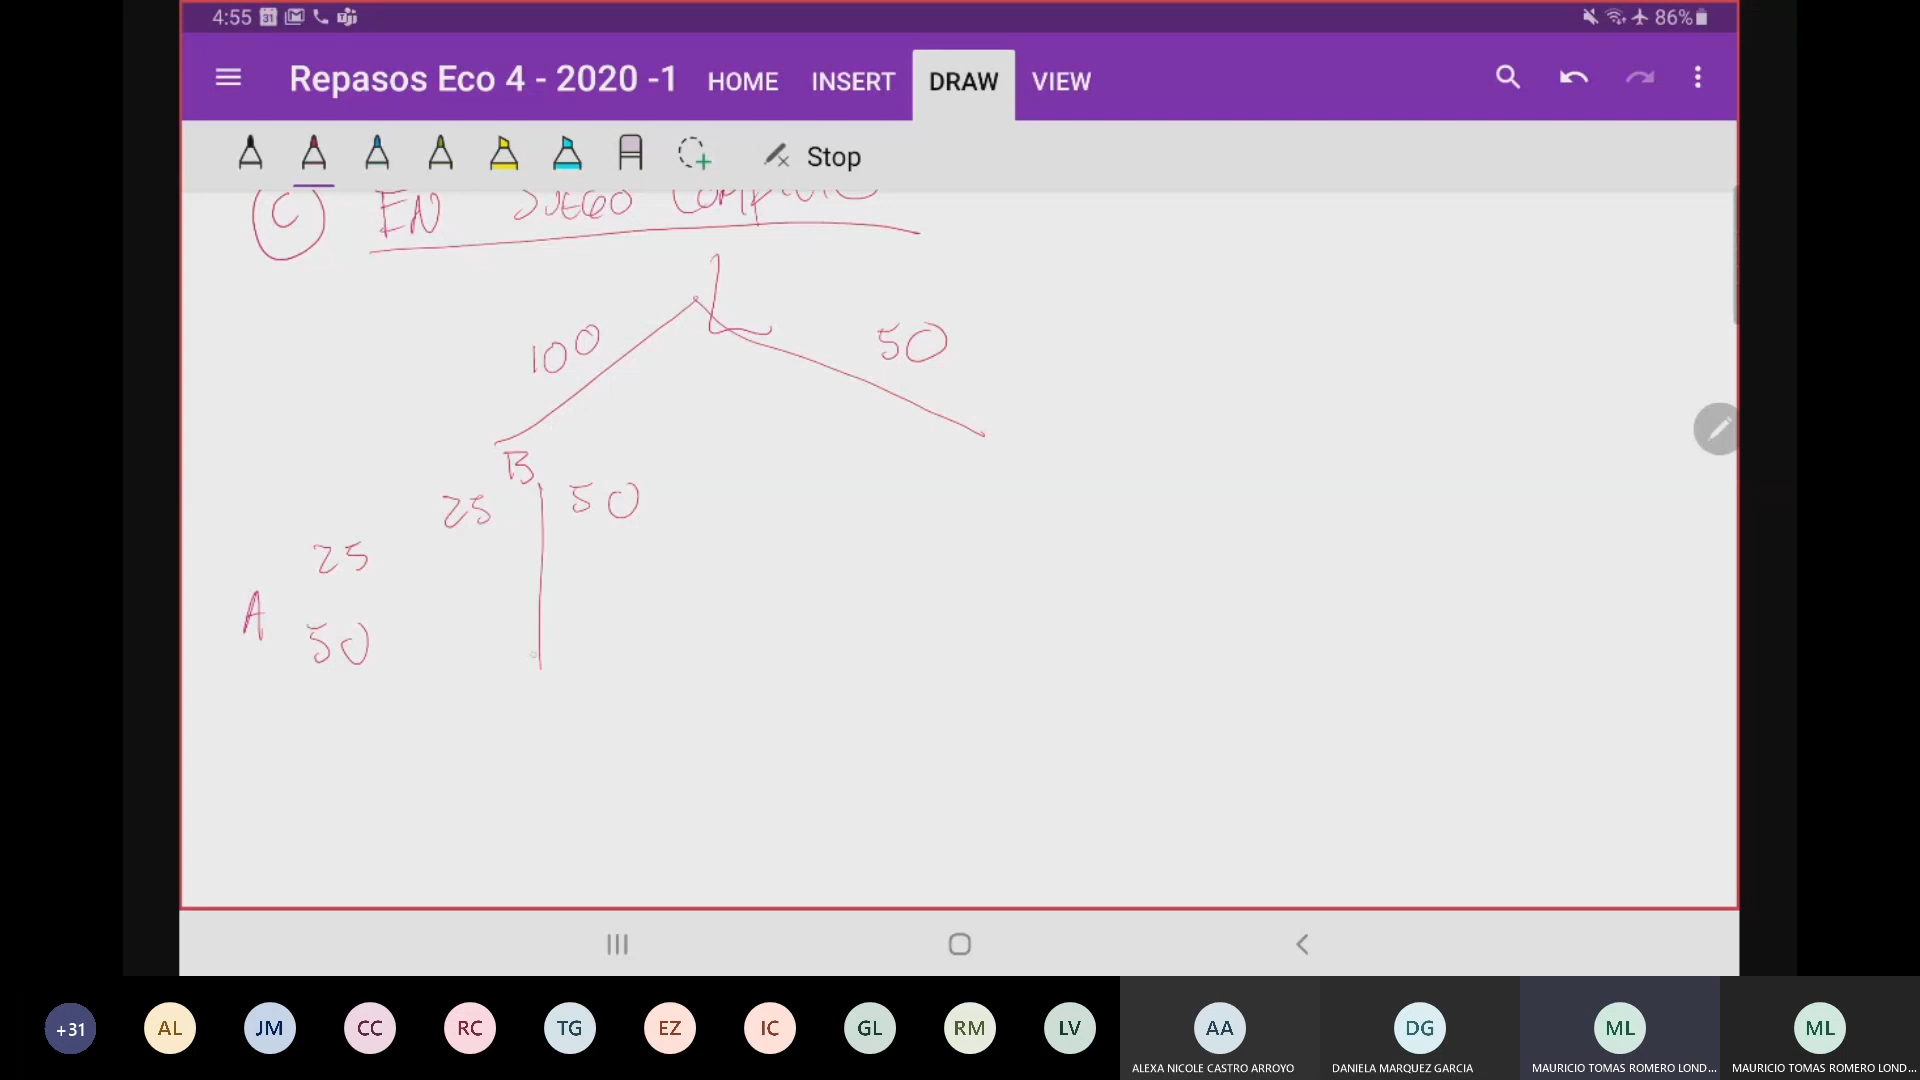 4:55 31 86%
Repasos Eco 4 - 2020 -1 HOME INSERT DRAW VIEW
Stop
C EN JUEGO COMPLETO
L
100 50
B
25 50
25
A
50
+31 AL JM CC RC TG EZ IC GL RM LV AA DG ML ML
ALEXA NICOLE CASTRO ARROYO DANIELA MARQUEZ GARCIA MAURICIO TOMAS ROMERO LOND... MAURICIO TOMAS ROMERO LOND...